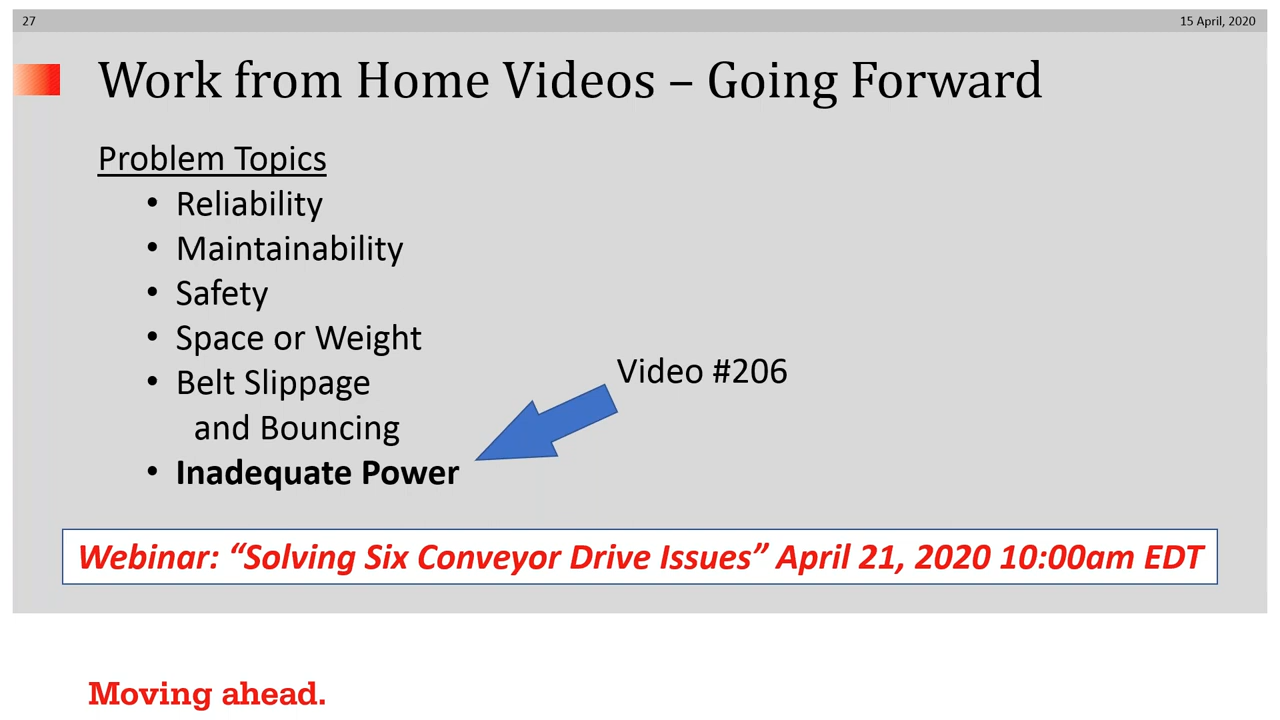 27
15 April, 2020
Work from Home Videos – Going Forward
Problem Topics
• Reliability
• Maintainability
• Safety
• Space or Weight
Video #206
• Belt Slippage
and Bouncing
• Inadequate Power
Webinar: “Solving Six Conveyor Drive Issues” April 21, 2020 10:00am EDT
Moving ahead.